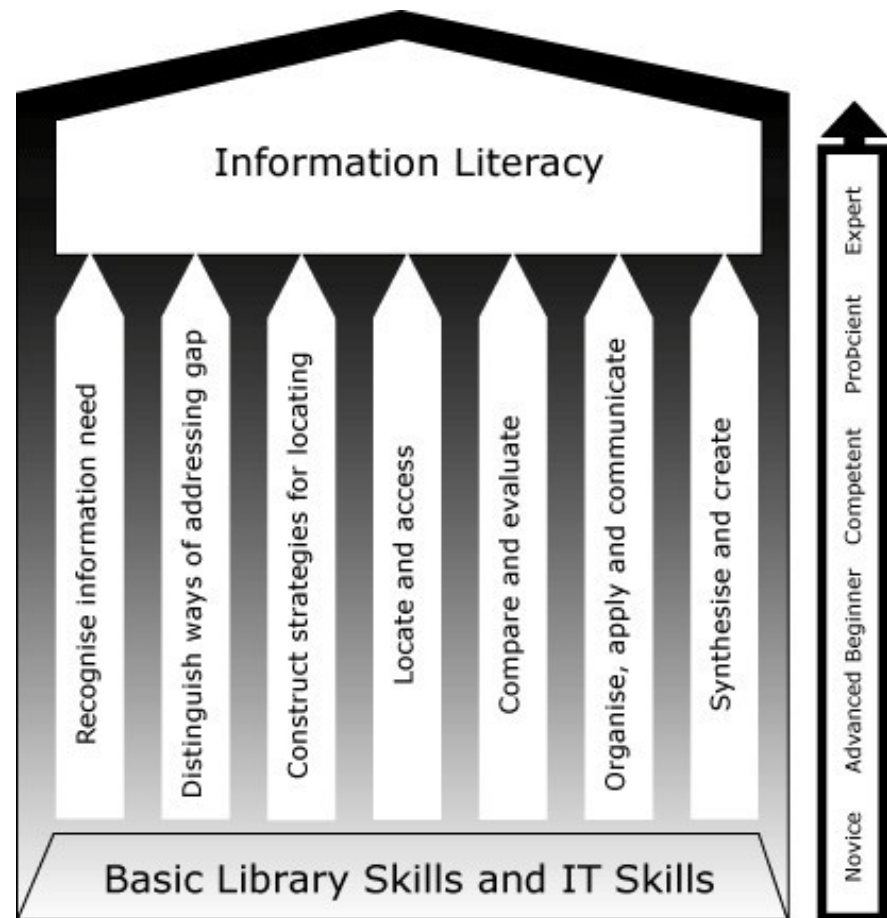 Information Literacy
Recognise information need
Distinguish ways of addressing gap
Construct strategies for locating
Locate and access
Compare and evaluate
Organise, apply and communicate
Synthesise and create
Basic Library Skills and IT Skills
Novice Advanced Beginner Competent ProÞcient Expert